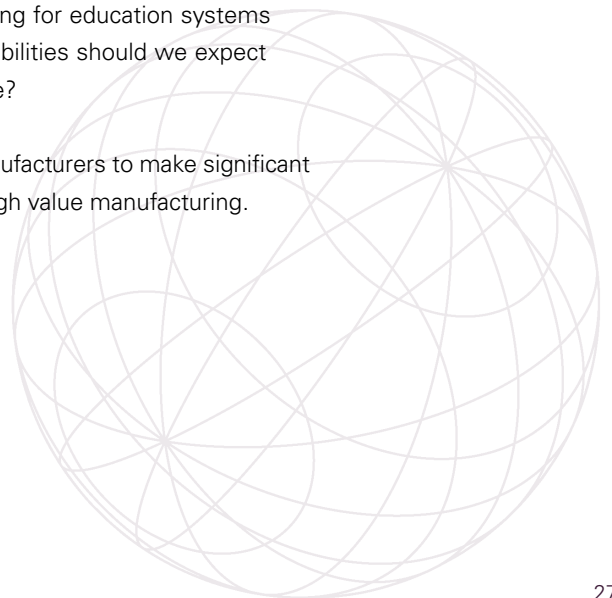 ng for education systems
bilities should we expect
e?
ufacturers to make significant
gh value manufacturing.
27